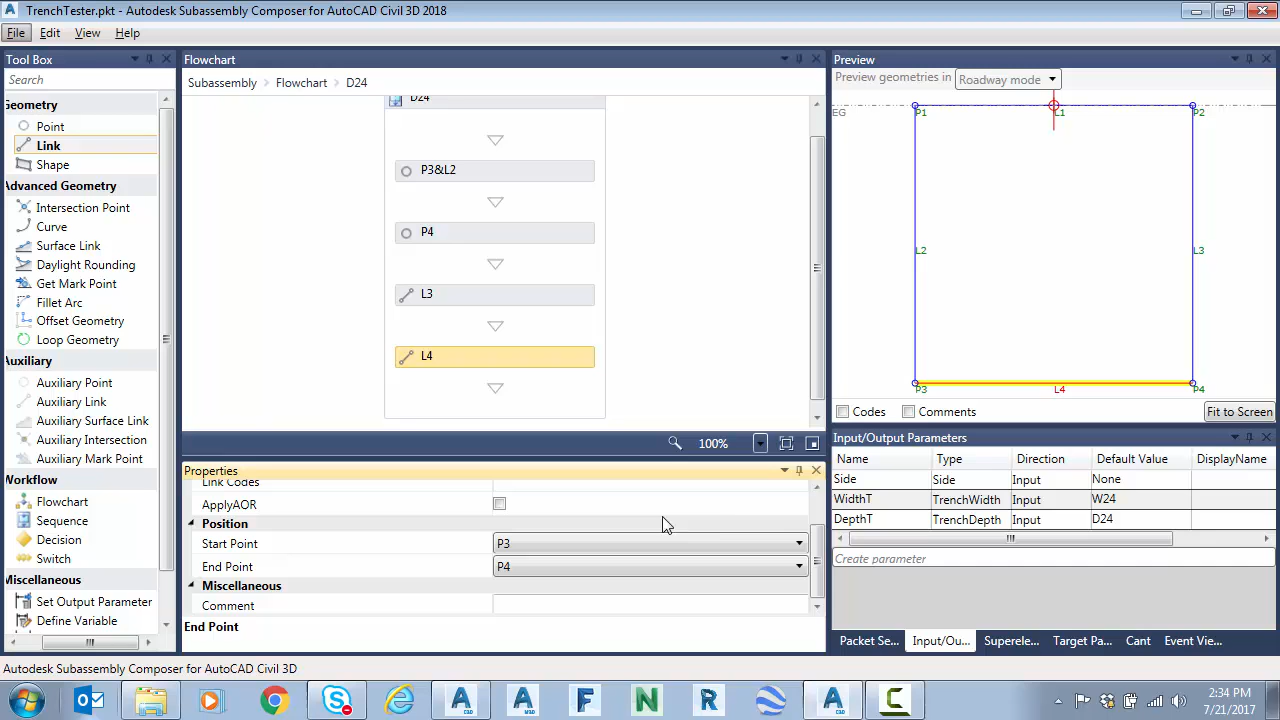 TrenchTester.pkt - Autodesk Subassembly Composer for AutoCAD Civil 3D 2018
File Edit View Help
Tool Box
Search
Geometry
Point
Link
Shape
Advanced Geometry
Intersection Point
Curve
Surface Link
Daylight Rounding
Get Mark Point
Fillet Arc
Offset Geometry
Loop Geometry
Auxiliary
Auxiliary Point
Auxiliary Link
Auxiliary Surface Link
Auxiliary Intersection
Auxiliary Mark Point
Workflow
Flowchart
Sequence
Decision
Switch
Miscellaneous
Set Output Parameter
Define Variable
Flowchart
Subassembly Flowchart D24
D24
P3&L2
P4
L3
L4
100%
Properties
Link Codes
ApplyAOR
Position
Start Point P3
End Point P4
Miscellaneous
Comment
End Point
Preview
Preview geometries in Roadway mode
EG P1 L1 P2
L2 L3
P3 L4 P4
Codes Comments Fit to Screen
Input/Output Parameters
Name Type Direction Default Value DisplayName
Side Input None
WidthT TrenchWidth Input W24
DepthT TrenchDepth Input D24
Create parameter
Packet Se... Input/Ou... Superele... Target Pa... Cant Event Vie...
Autodesk Subassembly Composer for AutoCAD Civil 3D
2:34 PM
7/21/2017